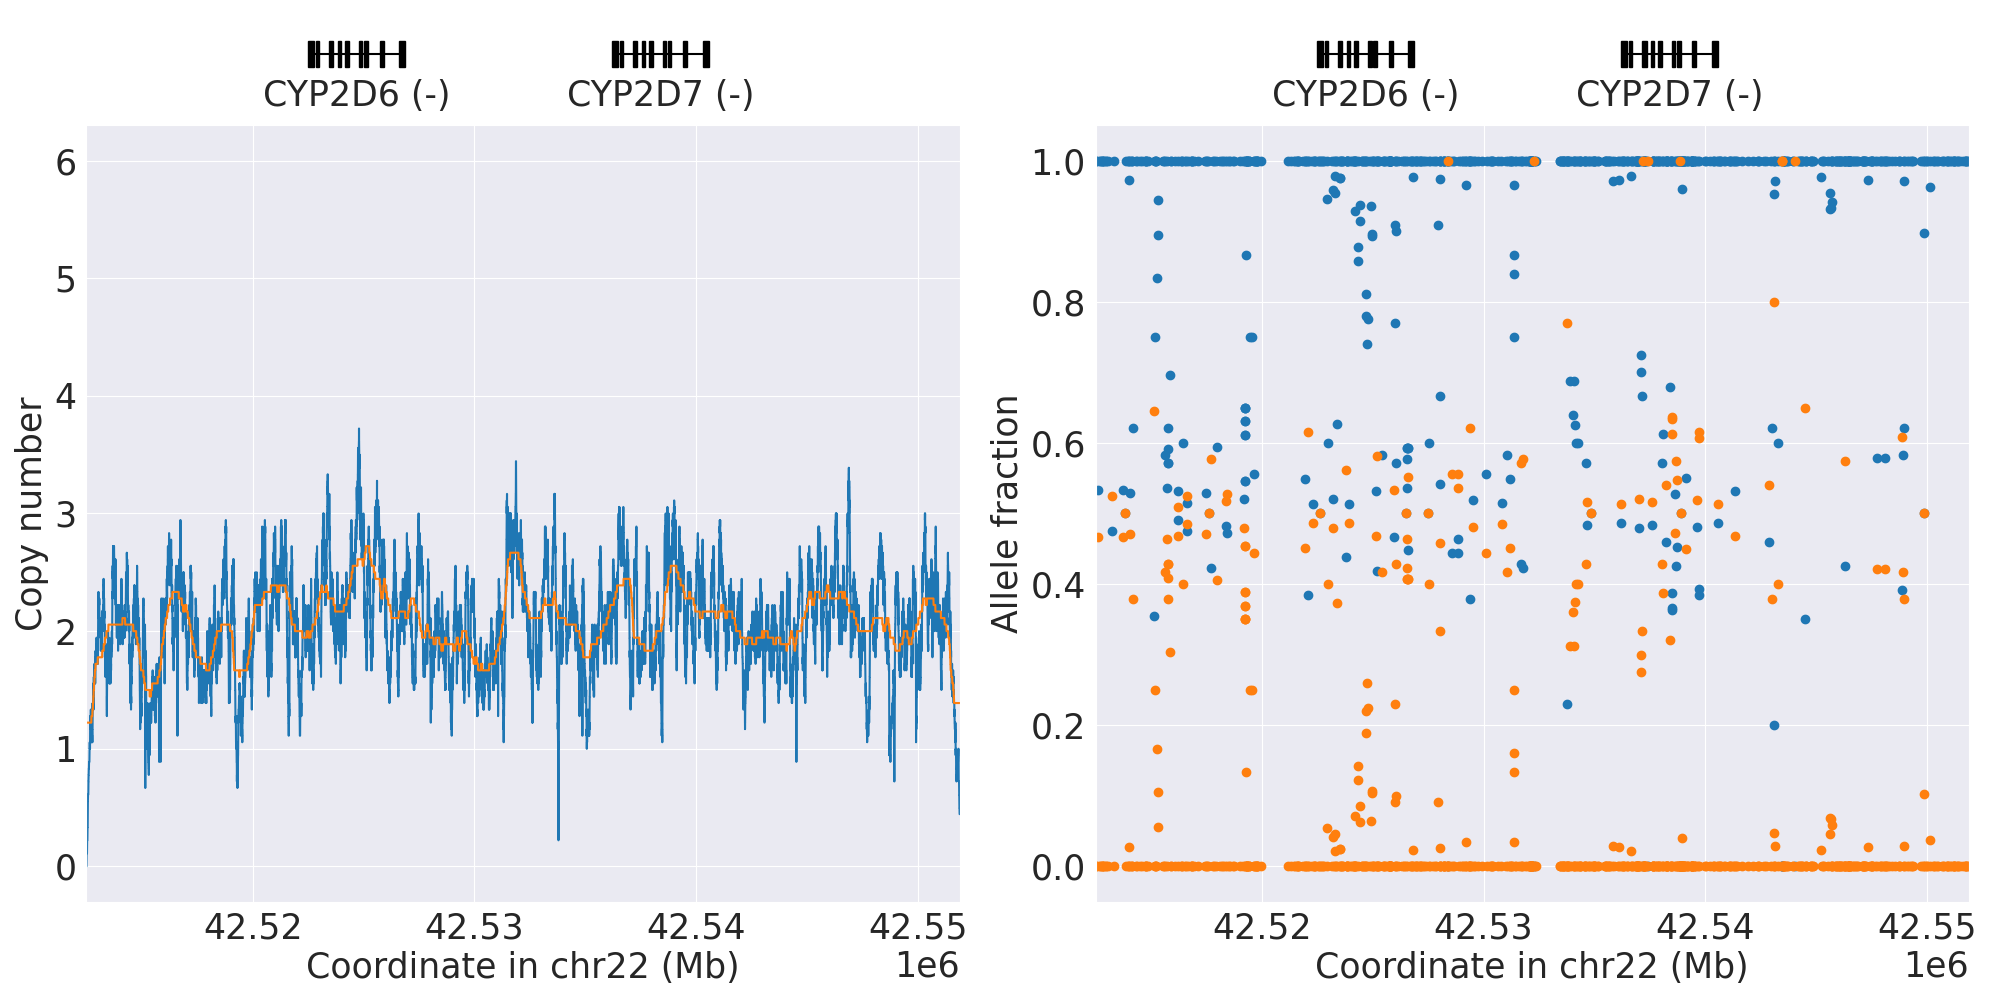 CYP2D6 (-) CYP2D7 (-)
6
5
4
3
2
1
0
Copy number
42.52 42.53 42.54 42.55
Coordinate in chr22 (Mb)
1e6
CYP2D6 (-) CYP2D7 (-)
1.0
0.8
0.6
0.4
0.2
0.0
Allele fraction
42.52 42.53 42.54 42.55
Coordinate in chr22 (Mb)
1e6